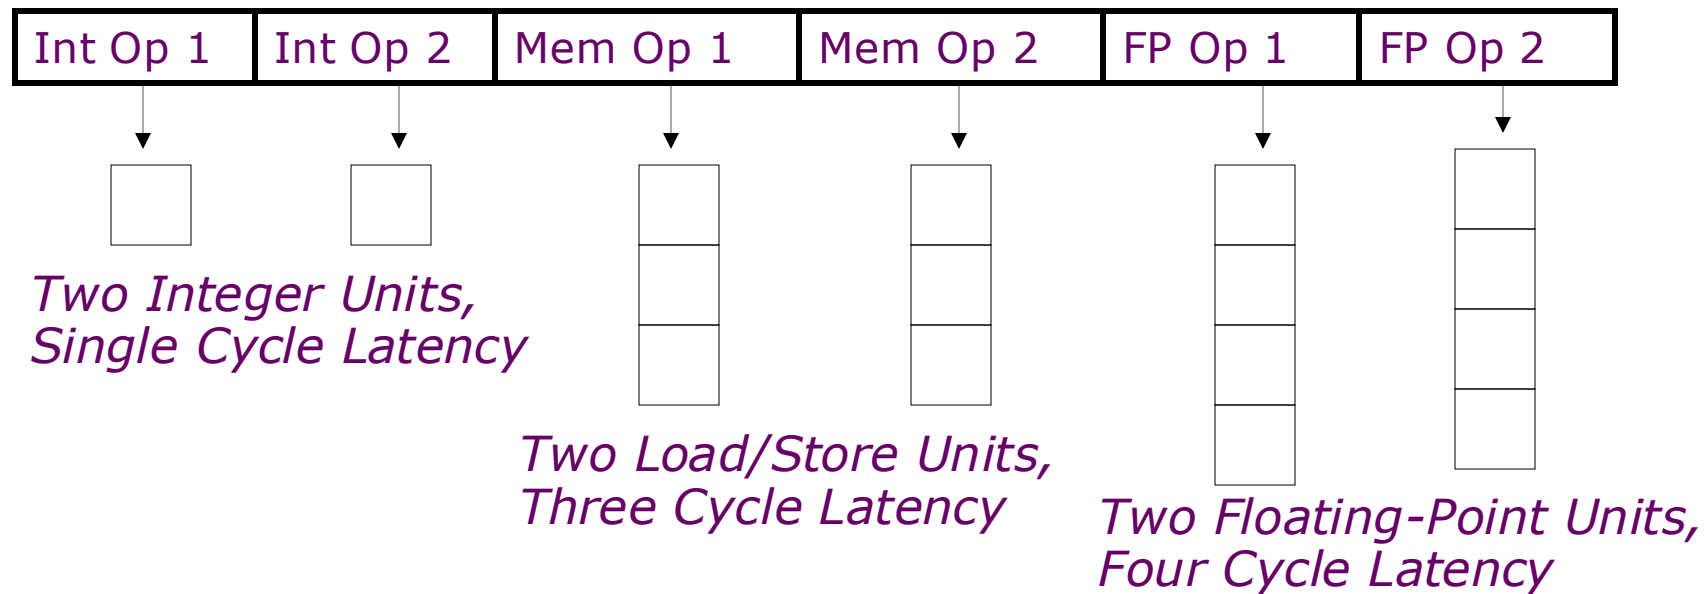 Int Op 1 Int Op 2 Mem Op 1 Mem Op 2 FP Op 1 FP Op 2
Two Integer Units,
Single Cycle Latency
Two Load/Store Units,
Three Cycle Latency
Two Floating-Point Units,
Four Cycle Latency